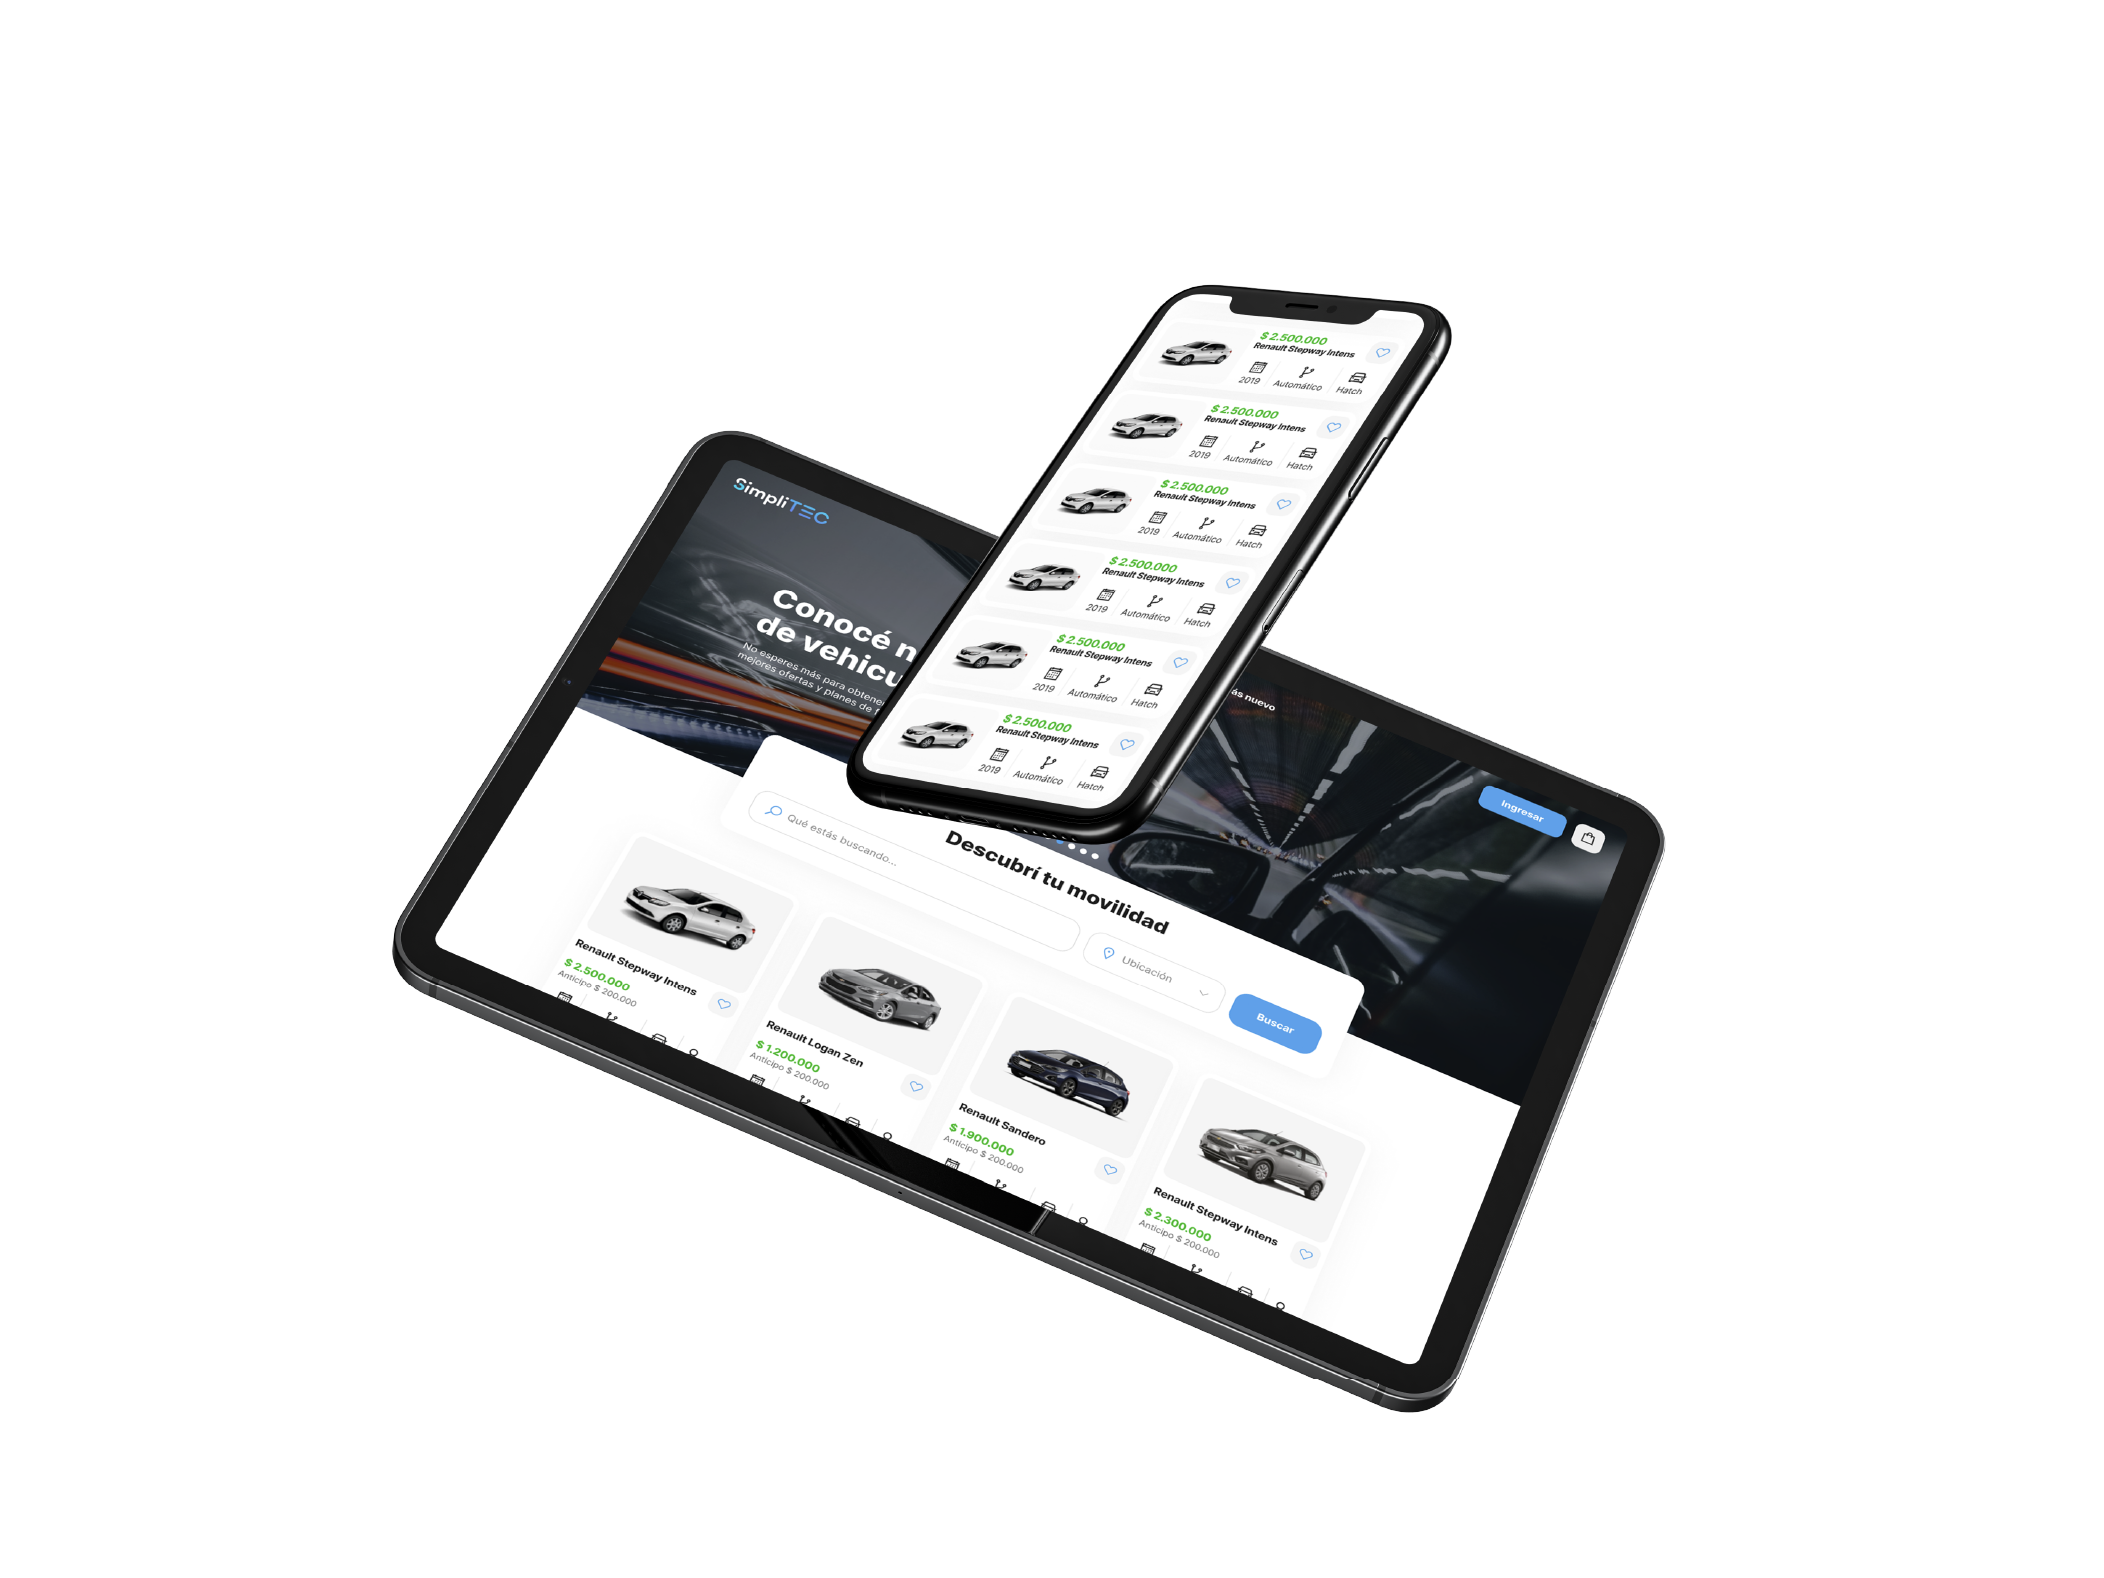 $ 2.500.000
Renault Stepway Intens
2019
Automático
Hatch
$ 2.500.000
Renault Stepway Intens
2019
Automático
Hatch
$ 2.500.000
Renault Stepway Intens
2019
Automático
Hatch
$ 2.500.000
Renault Stepway Intens
2019
Automático
Hatch
$ 2.500.000
Renault Stepway Intens
2019
Automático
Hatch
$ 2.500.000
Renault Stepway Intens
2019
Automático
Hatch
SimpliTEC
Conocé n
de vehicu
No esperes más para obtene
mejores ofertas y planes de f
ás nuevo
Ingresar
Descubrí tu movilidad
Qué estás buscando...
Ubicación
Buscar
Renault Stepway Intens
$ 2.500.000
Anticipo $ 200.000
Renault Logan Zen
$ 1.200.000
Anticipo $ 200.000
Renault Sandero
$ 1.900.000
Anticipo $ 200.000
Renault Stepway Intens
$ 2.300.000
Anticipo $ 200.000